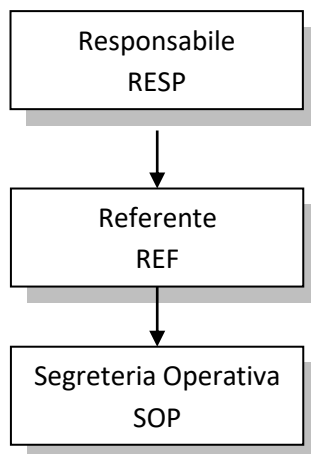 Responsabile
RESP
Referente
REF
Segreteria Operativa
SOP